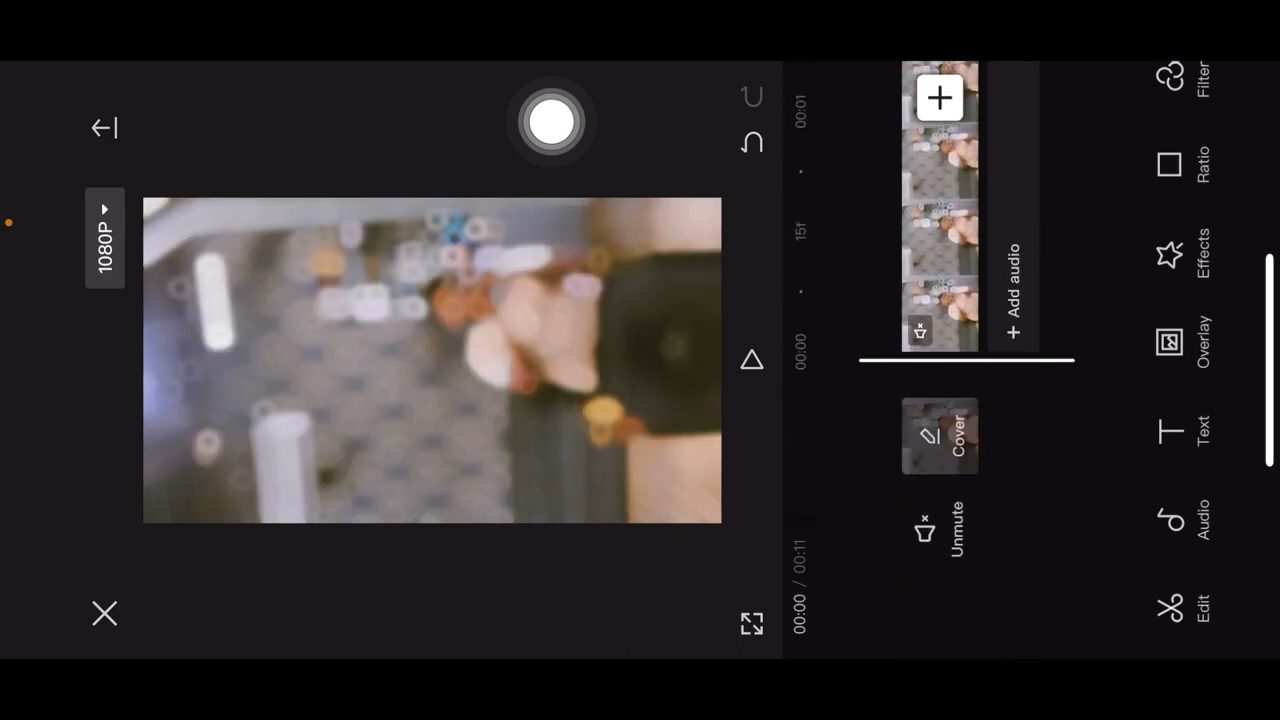 1080P
00:00 / 00:11
00:00
15f
00:01
Unmute
Cover
+ Add audio
Edit
Audio
Text
Overlay
Effects
Ratio
Filter